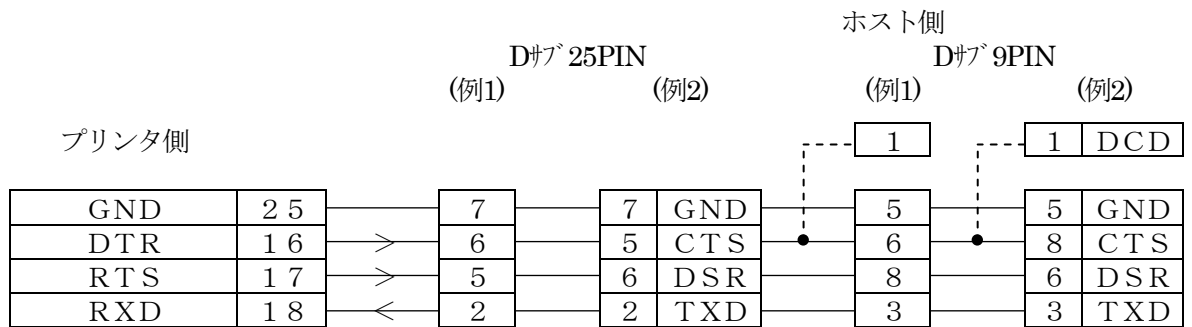 ホスト側
Dｻﾌﾞ25PIN Dｻﾌﾞ9PIN
(例1) (例2) (例1) (例2)
プリンタ側 1 1 DCD
GND 25 7 7 GND 5 5 GND
DTR 16 6 5 CTS 6 8 CTS
RTS 17 5 6 DSR 8 6 DSR
RXD 18 2 2 TXD 3 3 TXD